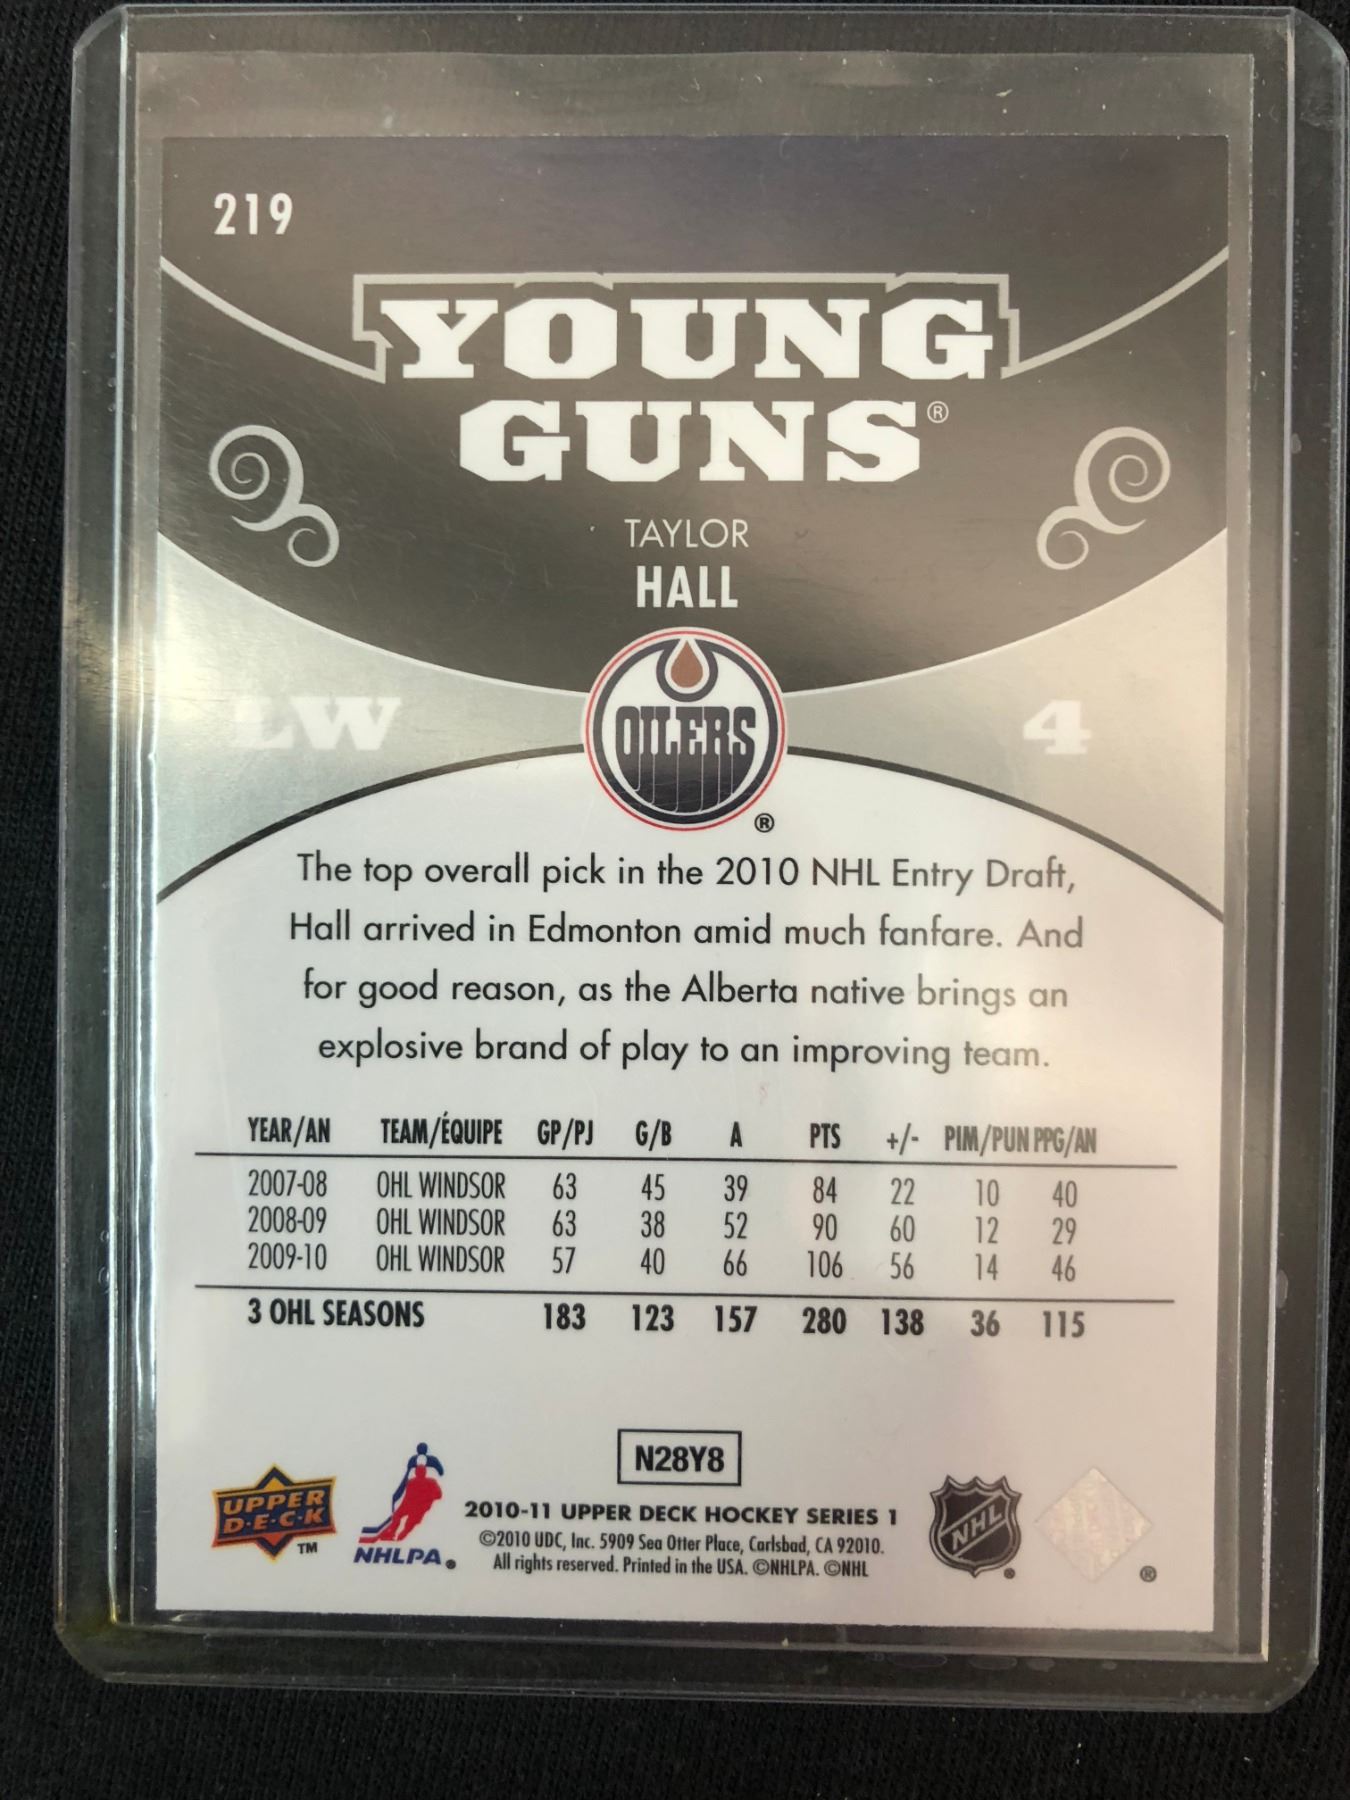 219
YOUNG
GUNS®
TAYLOR
HALL
LW
OILERS
4
®
The top overall pick in the 2010 NHL Entry Draft,
Hall arrived in Edmonton amid much fanfare. And
for good reason, as the Alberta native brings an
explosive brand of play to an improving team.
YEAR/AN TEAM/ÉQUIPE GP/PJ G/B A PTS +/- PIM/PUN PPG/AN
2007-08 OHL WINDSOR 63 45 39 84 22 10 40
2008-09 OHL WINDSOR 63 38 52 90 60 12 29
2009-10 OHL WINDSOR 57 40 66 106 56 14 46
3 OHL SEASONS 183 123 157 280 138 36 115
N28Y8
UPPER
D·E·C·K
TM
NHLPA®
2010-11 UPPER DECK HOCKEY SERIES 1
©2010 UDC, Inc. 5909 Sea Otter Place, Carlsbad, CA 92010.
All rights reserved. Printed in the USA. ©NHLPA. ©NHL
NHL
®
®